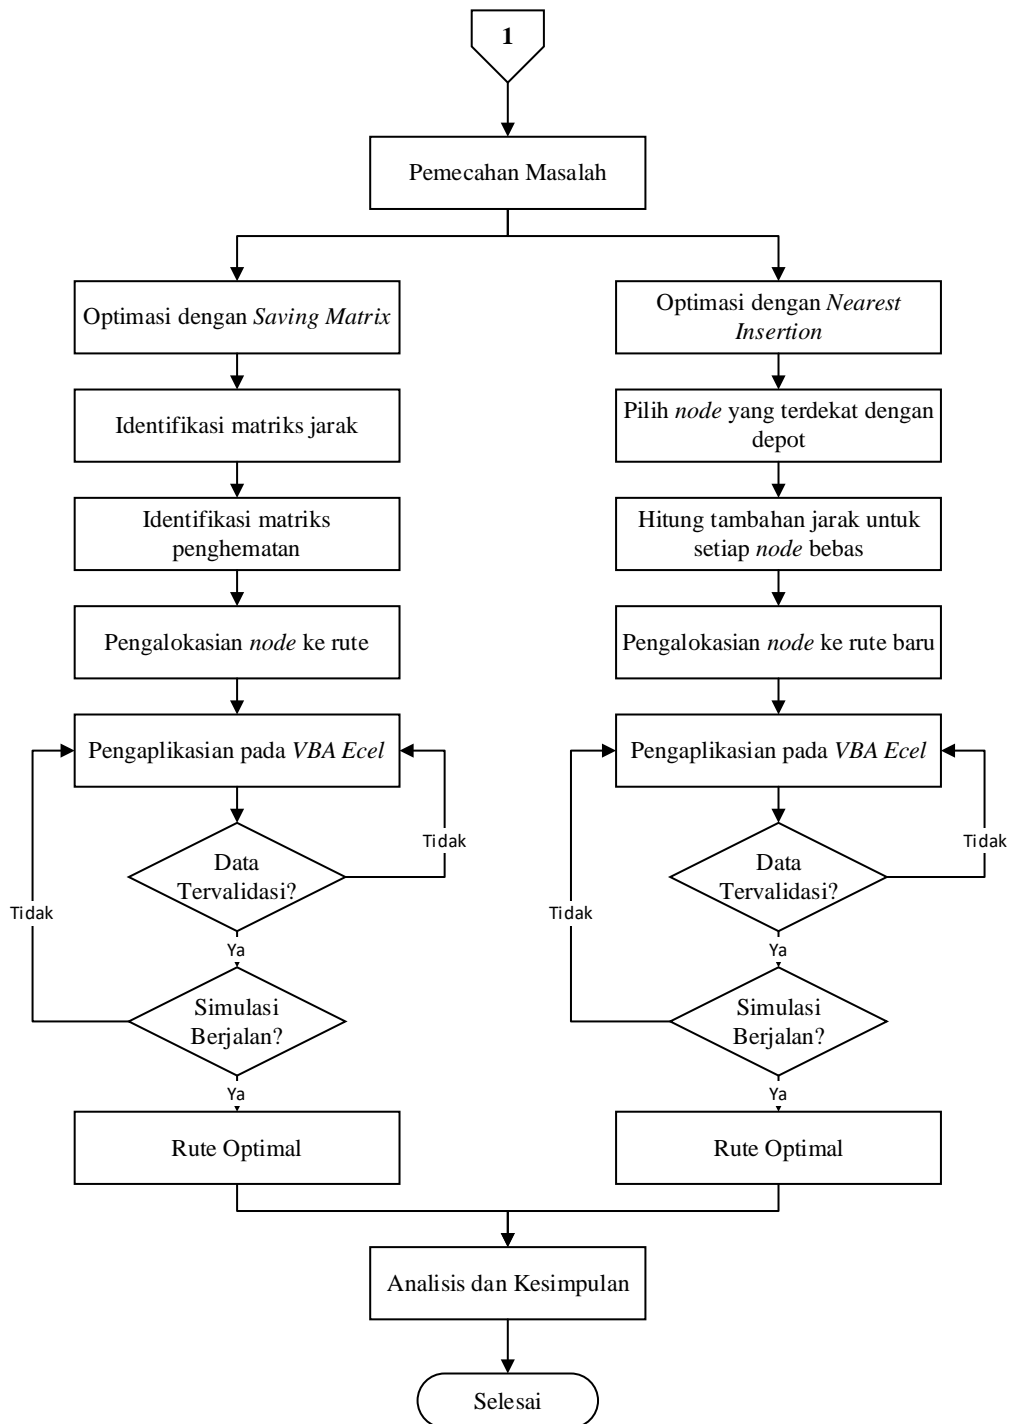 1
Pemecahan Masalah
Optimasi dengan Saving Matrix
Identifikasi matriks jarak
Identifikasi matriks
penghematan
Pengalokasian node ke rute
Pengaplikasian pada VBA Ecel
Tidak
Data
Tervalidasi?
Tidak
Ya
Simulasi
Berjalan?
Ya
Rute Optimal
Optimasi dengan Nearest
Insertion
Pilih node yang terdekat dengan
depot
Hitung tambahan jarak untuk
setiap node bebas
Pengalokasian node ke rute baru
Pengaplikasian pada VBA Ecel
Tidak
Data
Tervalidasi?
Tidak
Ya
Simulasi
Berjalan?
Ya
Rute Optimal
Analisis dan Kesimpulan
Selesai